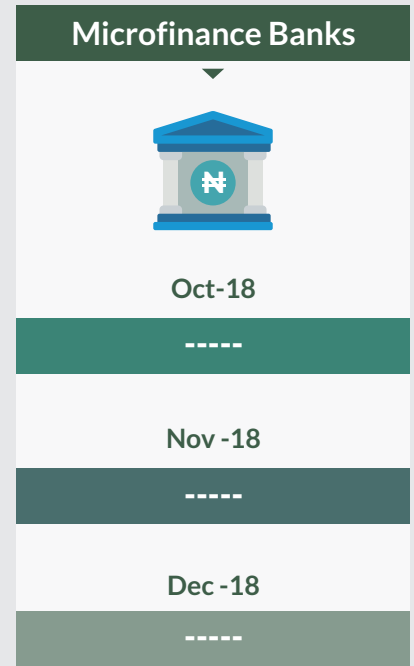 Microfinance Banks
₦
Oct-18
-----
Nov -18
-----
Dec -18
-----